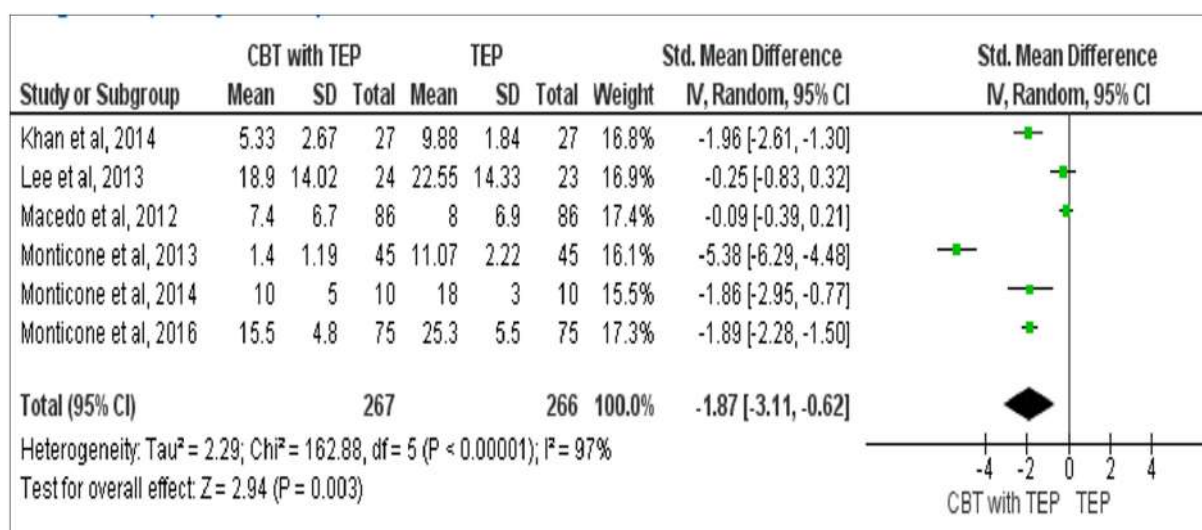 CBT with TEP TEP Std. Mean Difference Std. Mean Difference
Study or Subgroup Mean SD Total Mean SD Total Weight IV, Random, 95% CI IV, Random, 95% CI
Khan et al, 2014 5.33 2.67 27 9.88 1.84 27 16.8% -1.96 [-2.61, -1.30]
Lee et al, 2013 18.9 14.02 24 22.55 14.33 23 16.9% -0.25 [-0.83, 0.32]
Macedo et al, 2012 7.4 6.7 86 8 6.9 86 17.4% -0.09 [-0.39, 0.21]
Monticone et al, 2013 1.4 1.19 45 11.07 2.22 45 16.1% -5.38 [-6.29, -4.48]
Monticone et al, 2014 10 5 10 18 3 10 15.5% -1.86 [-2.95, -0.77]
Monticone et al, 2016 15.5 4.8 75 25.3 5.5 75 17.3% -1.89 [-2.28, -1.50]
Total (95% CI) 267 266 100.0% -1.87 [-3.11, -0.62]
Heterogeneity: Tau² = 2.29; Chi² = 162.88, df = 5 (P < 0.00001); I² = 97%
Test for overall effect: Z = 2.94 (P = 0.003)
-4 -2 0 2 4
CBT with TEP TEP